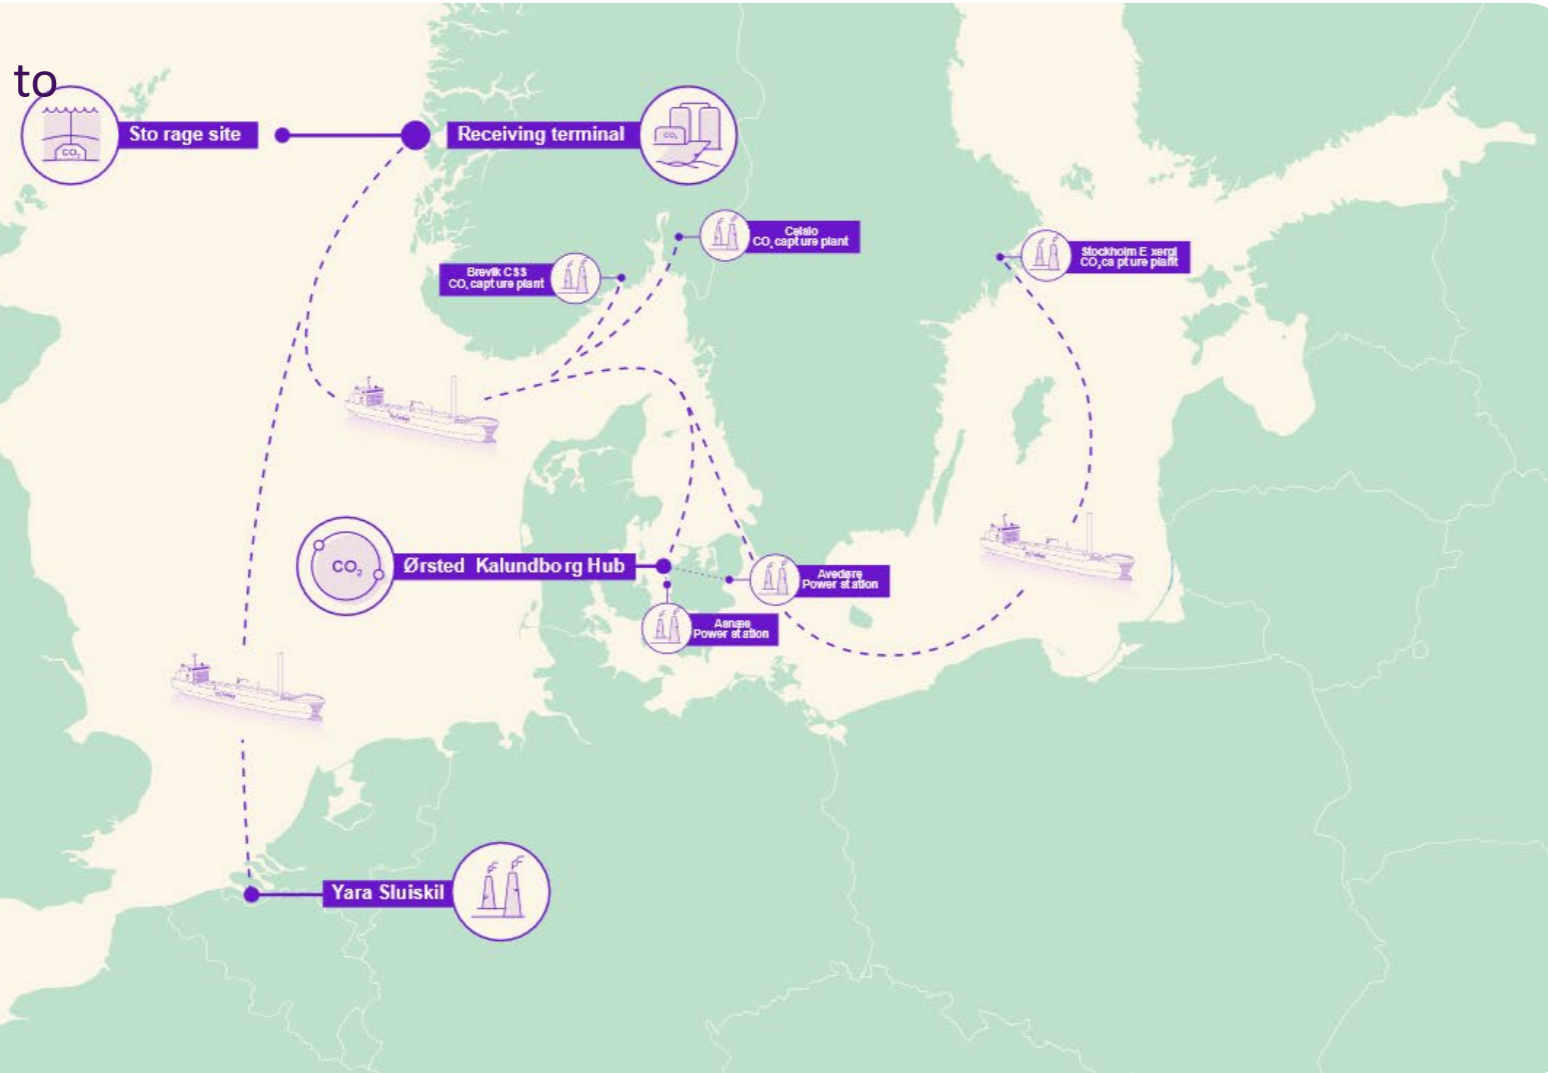 to
Sto rage site
Receiving terminal
CO2
CO2
Celsio
CO2 capt ure plant
Brevik CSS
CO2 capt ure plant
Stockholm E xergi
CO2 ca pt ure plant
CO2
Ørsted Kalundbo rg Hub
Avedøre
Power st ation
Asnæs
Power st ation
Yara Sluiskil